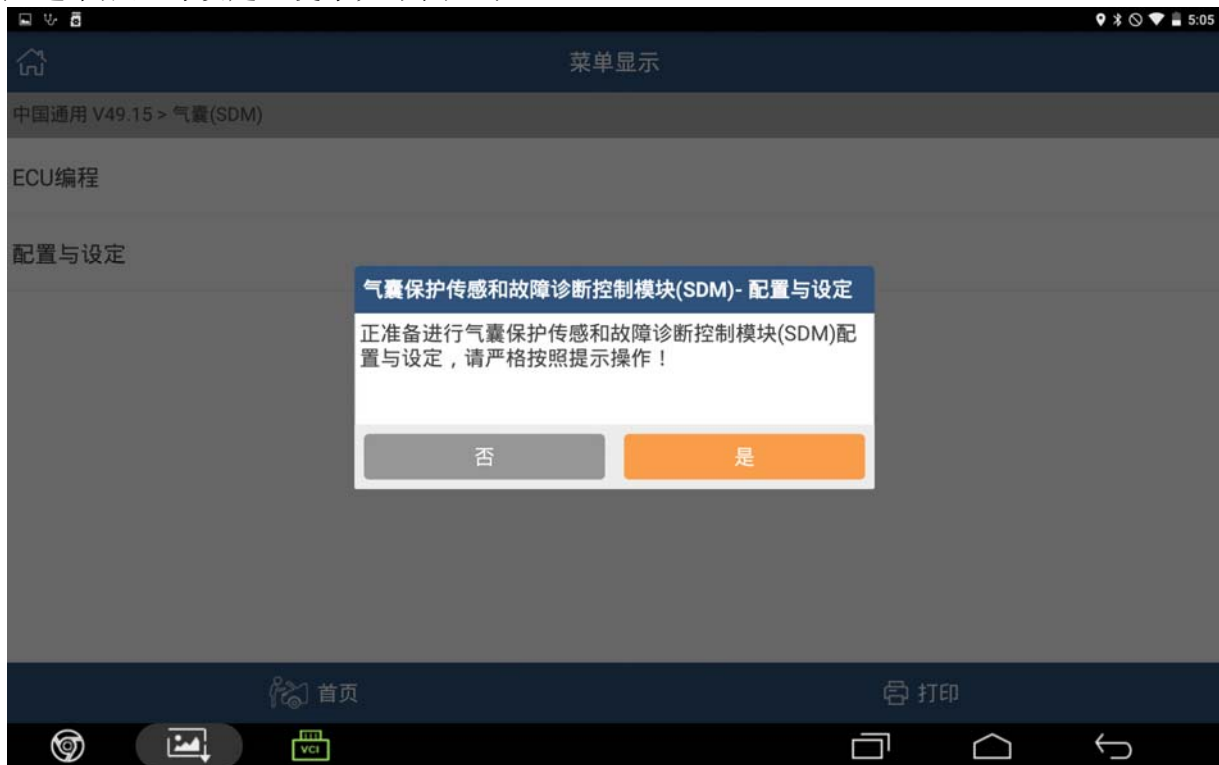 5:05
菜单显示
中国通用 V49.15 > 气囊(SDM)
ECU编程
配置与设定
气囊保护传感和故障诊断控制模块(SDM)- 配置与设定
正准备进行气囊保护传感和故障诊断控制模块(SDM)配
置与设定，请严格按照提示操作！
否
是
首页
打印
VCI